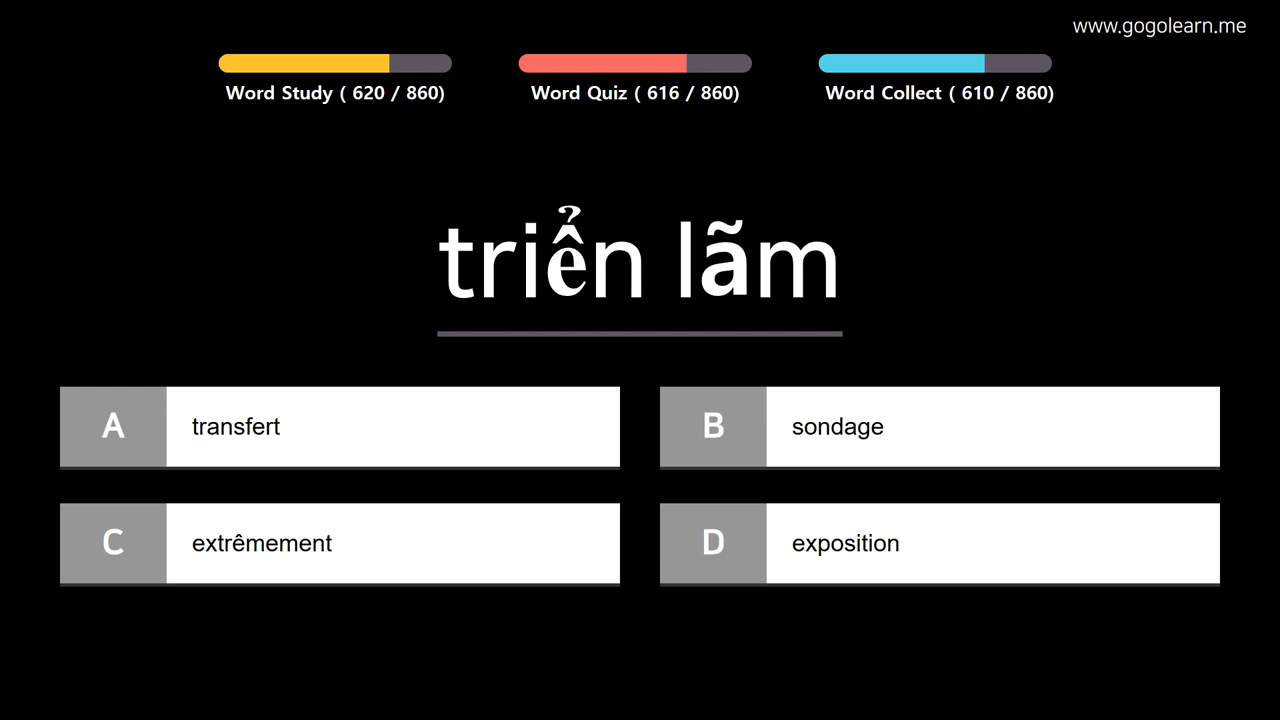 www.gogolearn.me
Word Study ( 620 / 860)
Word Quiz ( 616 / 860)
Word Collect ( 610 / 860)
triển lãm
A
transfert
B
sondage
C
extrêmement
D
exposition